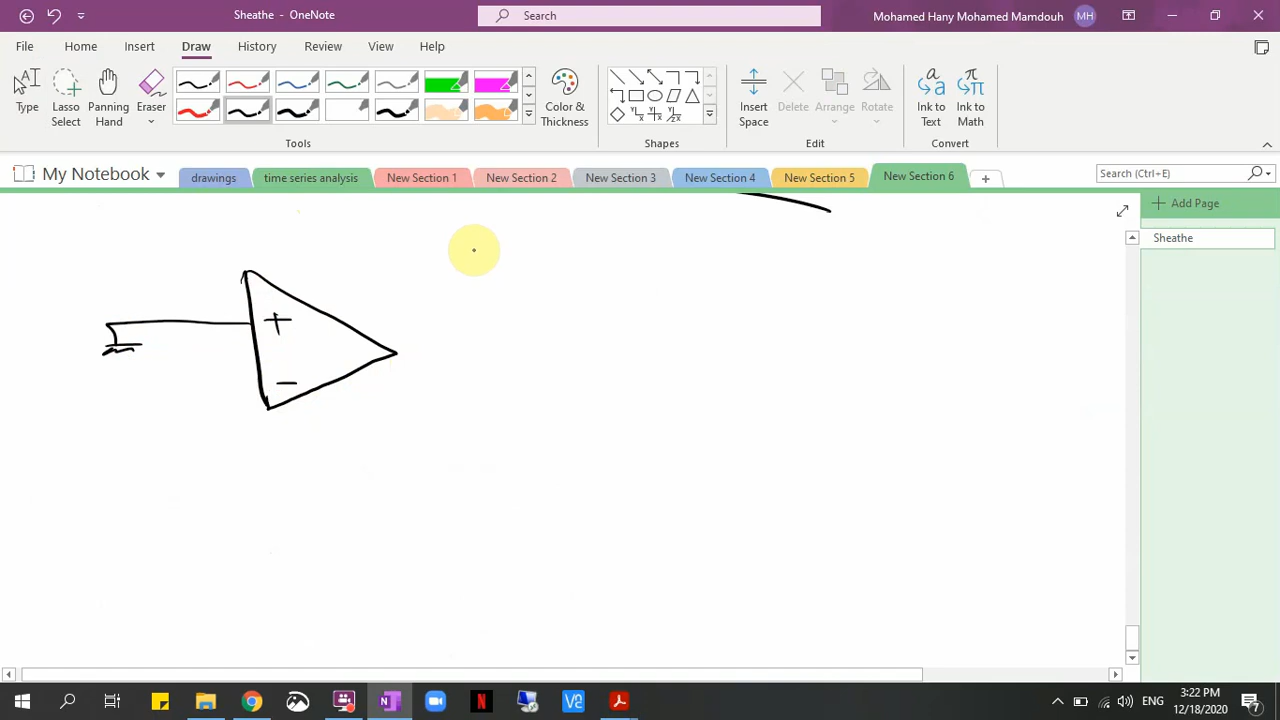 Sheathe - OneNote
Search
Mohamed Hany Mohamed Mamdouh
MH
File Home Insert Draw History Review View Help
Type
Lasso Select
Panning Hand
Eraser
Color & Thickness
Insert Space
Delete
Arrange
Rotate
Ink to Text
Ink to Math
Tools
Shapes
Edit
Convert
My Notebook
drawings
time series analysis
New Section 1
New Section 2
New Section 3
New Section 4
New Section 5
New Section 6
+
Search (Ctrl+E)
Add Page
Sheathe
+
−
ENG
3:22 PM
12/18/2020
7